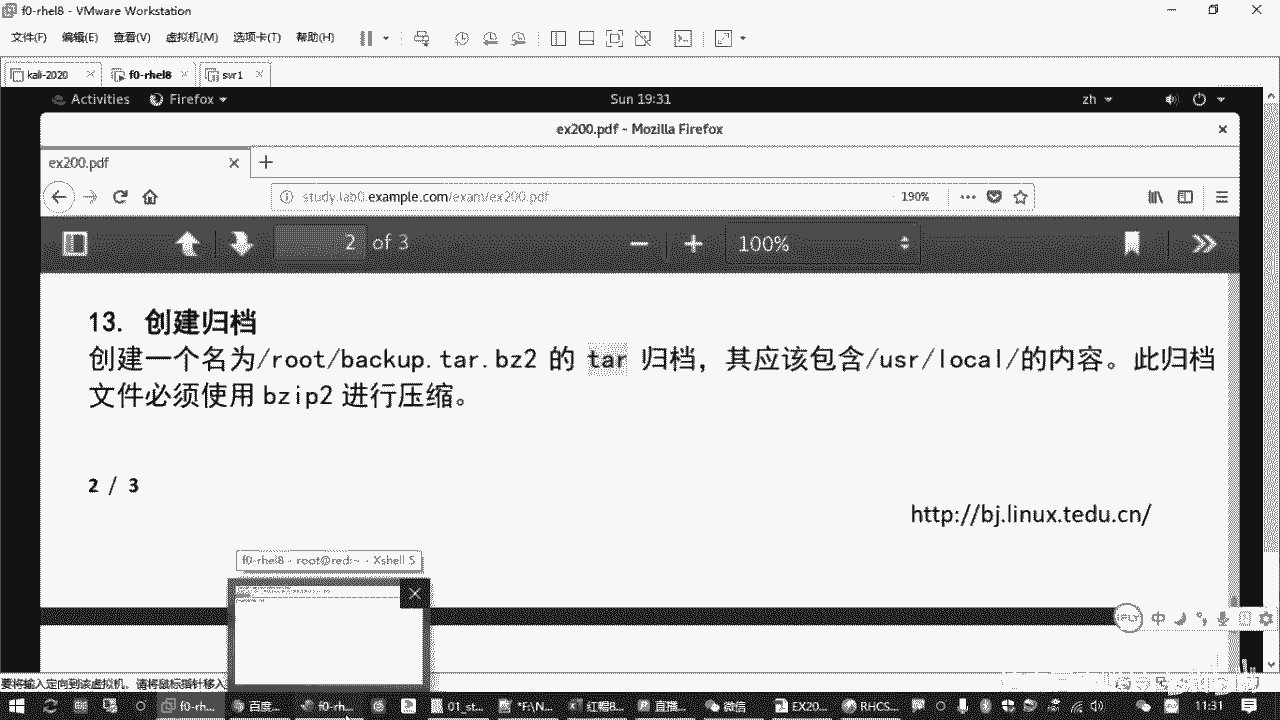 f0-rhel8 - VMware Workstation
文件(F) 编辑(E) 查看(V) 虚拟机(M) 选项卡(T) 帮助(H)
kali-2020 f0-rhel8 svr1
Activities Firefox Sun 19:31 zh
ex200.pdf - Mozilla Firefox
ex200.pdf
study.lab0.example.com/exam/ex200.pdf 190%
2 of 3 100%
13. 创建归档
创建一个名为/root/backup.tar.bz2 的 tar 归档，其应该包含/usr/local/的内容。此归档
文件必须使用 bzip2 进行压缩。
2 / 3
http://bj.linux.tedu.cn/
f0-rhel8 - root@red:~ - Xshell 5
iFLY 中
要将输入定向到该虚拟机，请将鼠标指针移入
f0-rh... 百度... f0-rh... 01_st... *F:\N... 红帽8... 直播... 微信 EX20... RHCS... 11:31